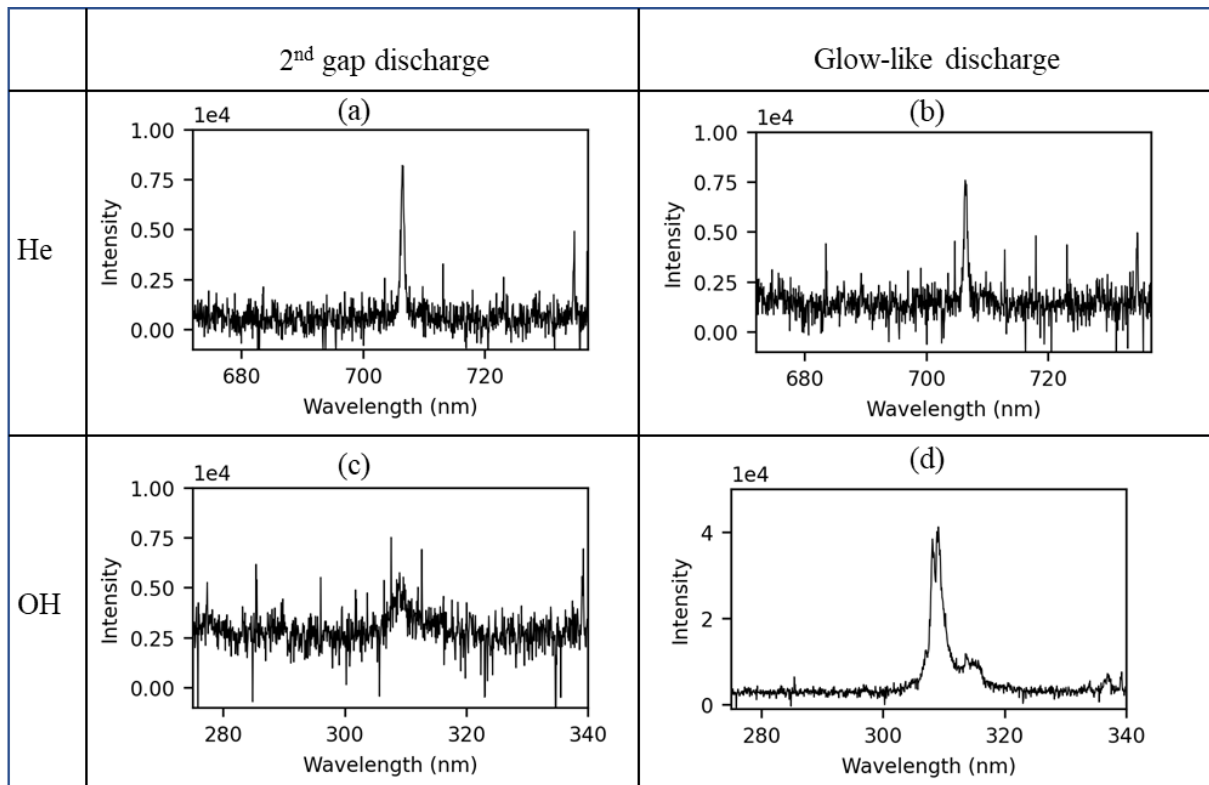 2nd gap discharge
Glow-like discharge
He
(a)
1e4
1.00
0.75
0.50
0.25
0.00
Intensity
680
700
720
Wavelength (nm)
(b)
1e4
1.00
0.75
0.50
0.25
0.00
Intensity
680
700
720
Wavelength (nm)
OH
(c)
1e4
1.00
0.75
0.50
0.25
0.00
Intensity
280
300
320
340
Wavelength (nm)
(d)
1e4
4
2
0
Intensity
280
300
320
340
Wavelength (nm)